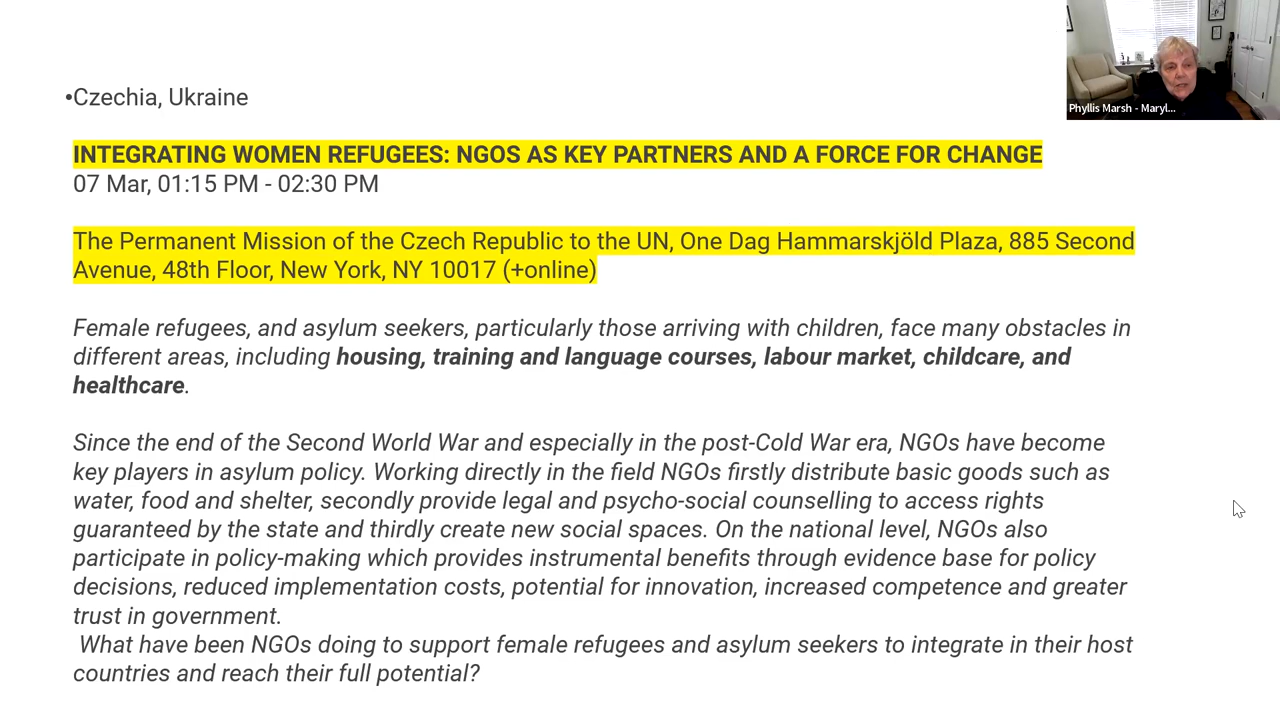 •Czechia, Ukraine
INTEGRATING WOMEN REFUGEES: NGOS AS KEY PARTNERS AND A FORCE FOR CHANGE
07 Mar, 01:15 PM - 02:30 PM
The Permanent Mission of the Czech Republic to the UN, One Dag Hammarskjöld Plaza, 885 Second
Avenue, 48th Floor, New York, NY 10017 (+online)
Female refugees, and asylum seekers, particularly those arriving with children, face many obstacles in
different areas, including housing, training and language courses, labour market, childcare, and
healthcare.
Since the end of the Second World War and especially in the post-Cold War era, NGOs have become
key players in asylum policy. Working directly in the field NGOs firstly distribute basic goods such as
water, food and shelter, secondly provide legal and psycho-social counselling to access rights
guaranteed by the state and thirdly create new social spaces. On the national level, NGOs also
participate in policy-making which provides instrumental benefits through evidence base for policy
decisions, reduced implementation costs, potential for innovation, increased competence and greater
trust in government.
What have been NGOs doing to support female refugees and asylum seekers to integrate in their host
countries and reach their full potential?
Phyllis Marsh - Maryl...